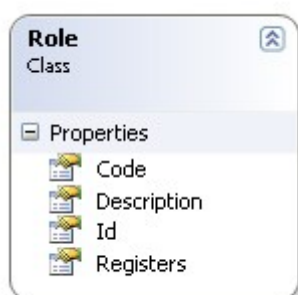 Role
Class
Properties
Code
Description
Id
Registers